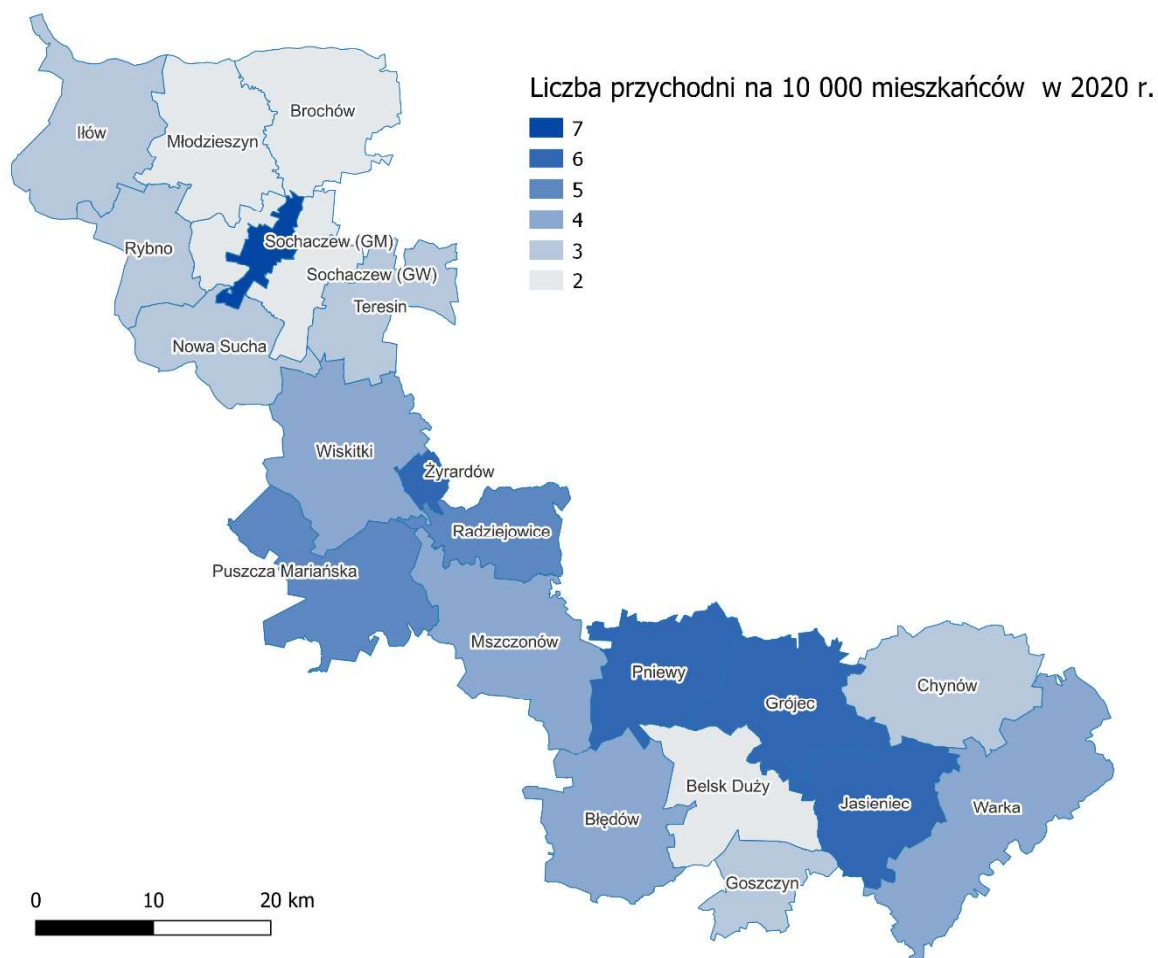 Liczba przychodni na 10 000 mieszkańców w 2020 r.
7
6
5
4
3
2
Brochów
Iłów
Młodzieszyn
Sochaczew (GM)
Rybno
Sochaczew (GW)
Teresin
Nowa Sucha
Wiskitki
Żyrardów
Radziejowice
Puszcza Mariańska
Mszczonów
Pniewy
Chynów
Grójec
Belsk Duży
Jasieniec
Warka
Błędów
Goszczyn
0 10 20 km